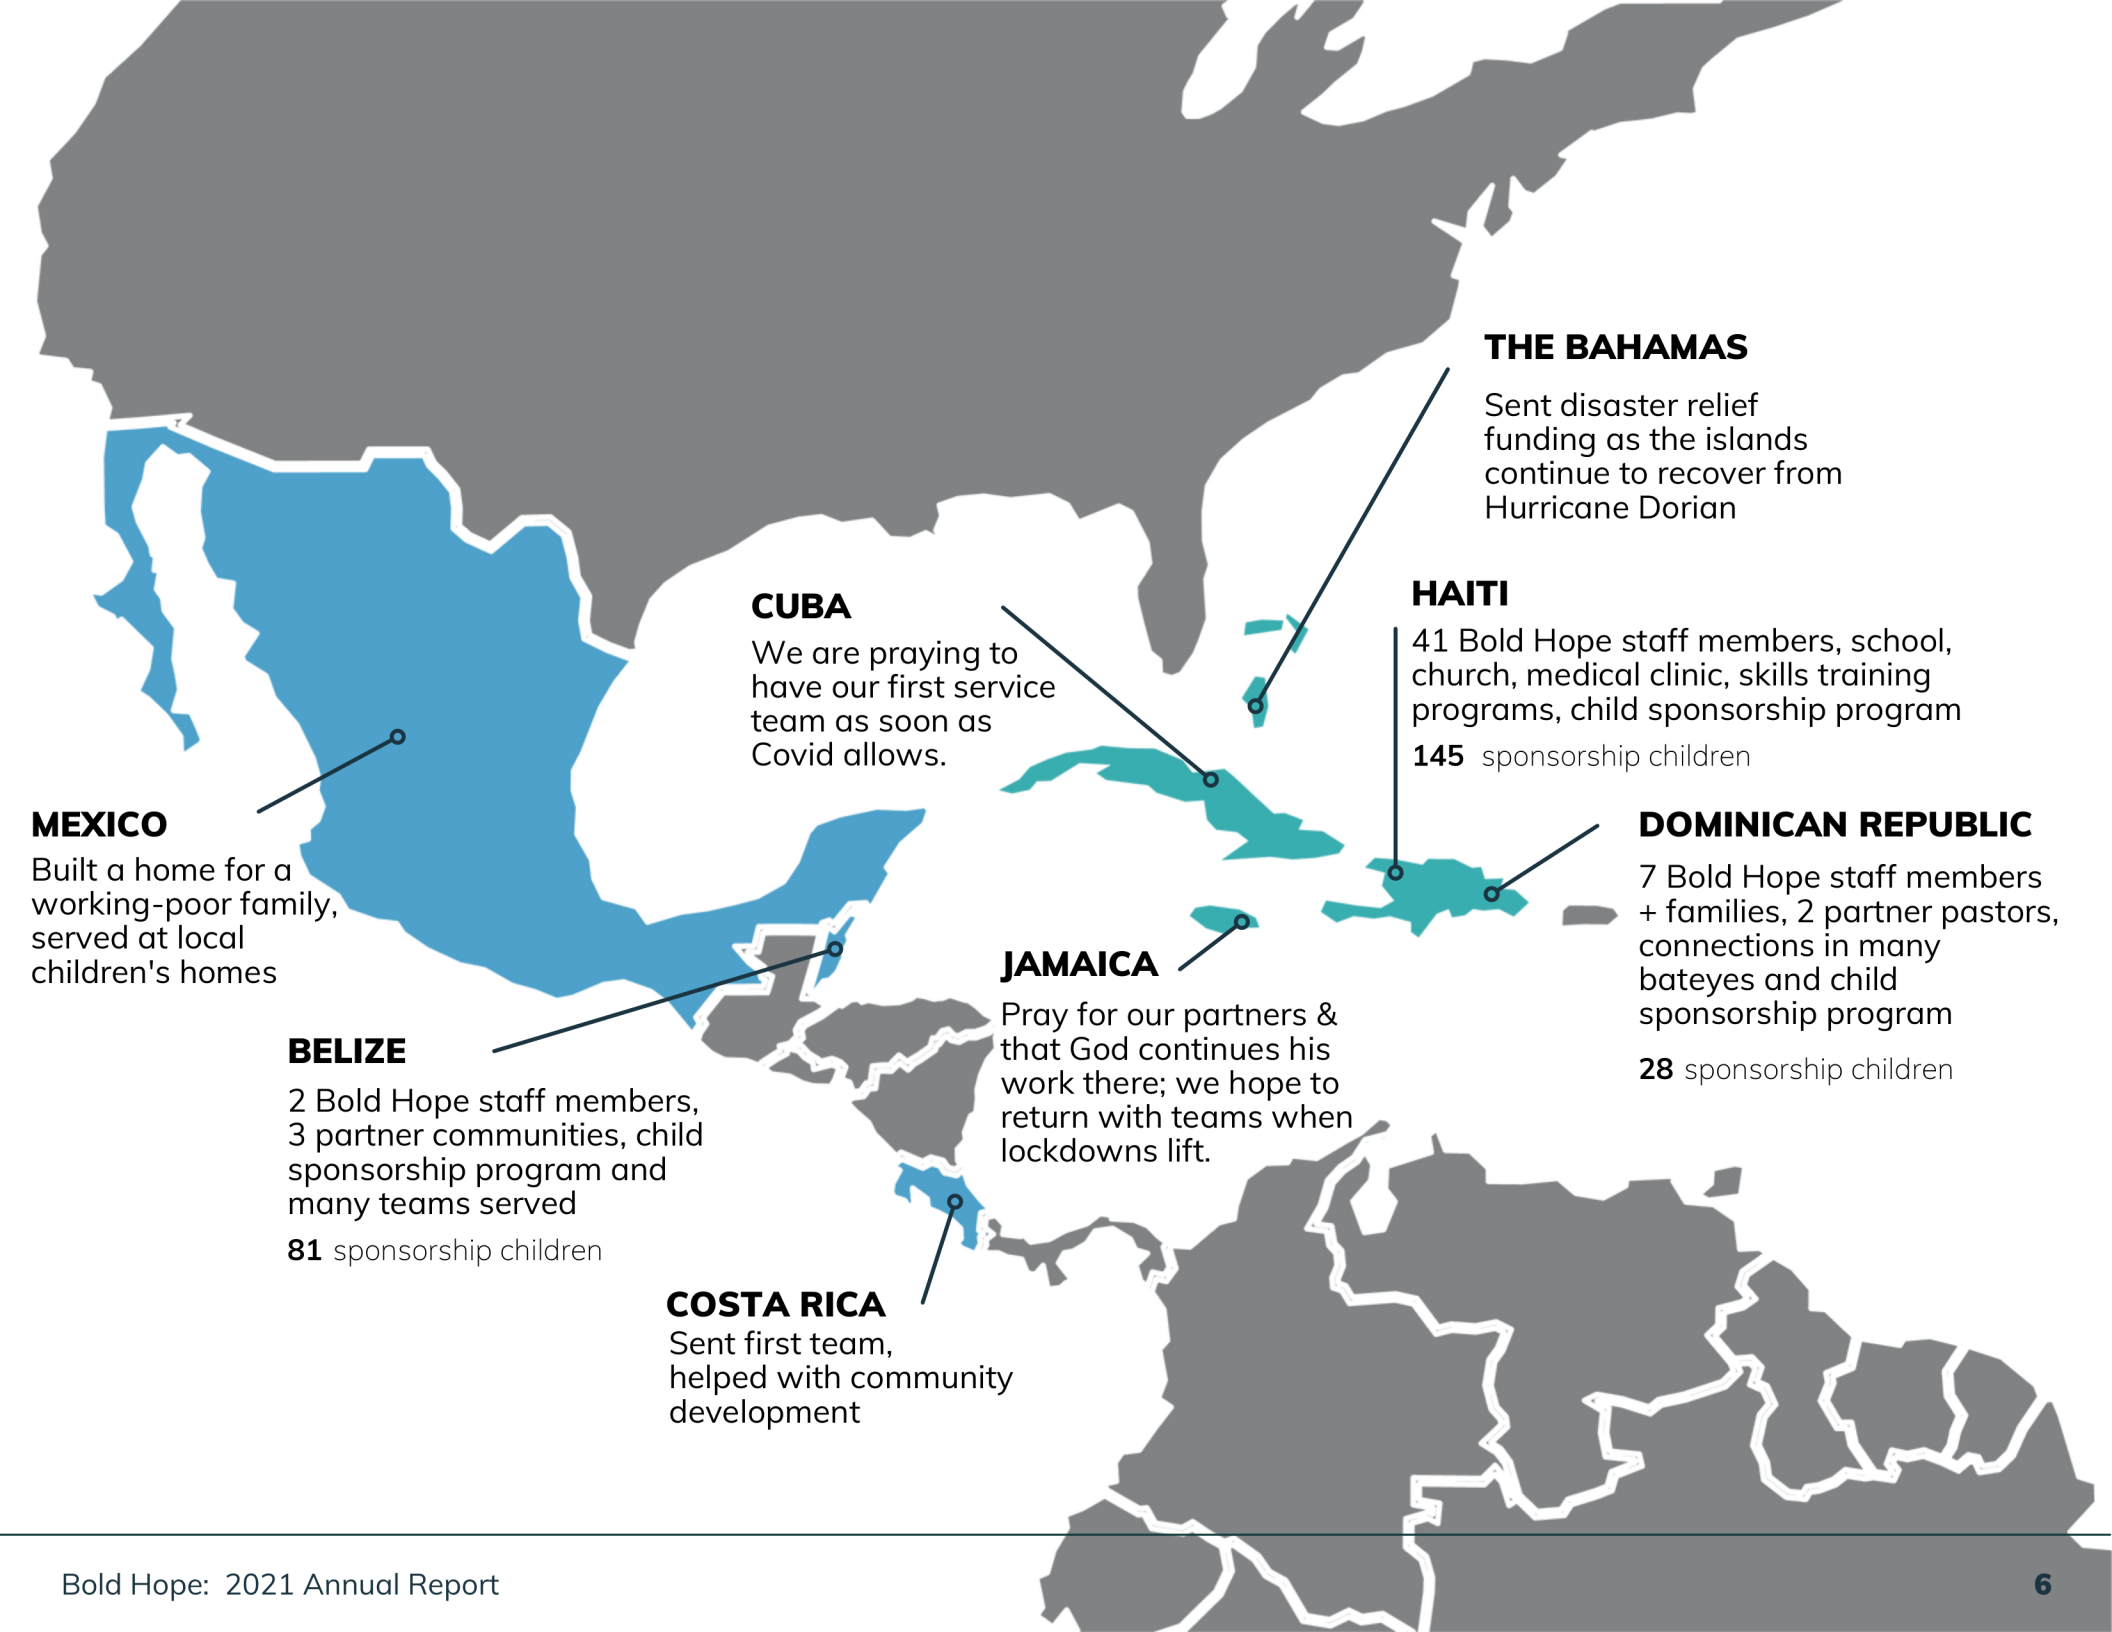 THE BAHAMAS
Sent disaster relief
funding as the islands
continue to recover from
Hurricane Dorian
CUBA
We are praying to
have our first service
team as soon as
Covid allows.
HAITI
41 Bold Hope staff members, school,
church, medical clinic, skills training
programs, child sponsorship program
145 sponsorship children
MEXICO
Built a home for a
working-poor family,
served at local
children's homes
DOMINICAN REPUBLIC
7 Bold Hope staff members
+ families, 2 partner pastors,
connections in many
bateyes and child
sponsorship program
28 sponsorship children
JAMAICA
Pray for our partners &
that God continues his
work there; we hope to
return with teams when
lockdowns lift.
BELIZE
2 Bold Hope staff members,
3 partner communities, child
sponsorship program and
many teams served
81 sponsorship children
COSTA RICA
Sent first team,
helped with community
development
Bold Hope: 2021 Annual Report
6